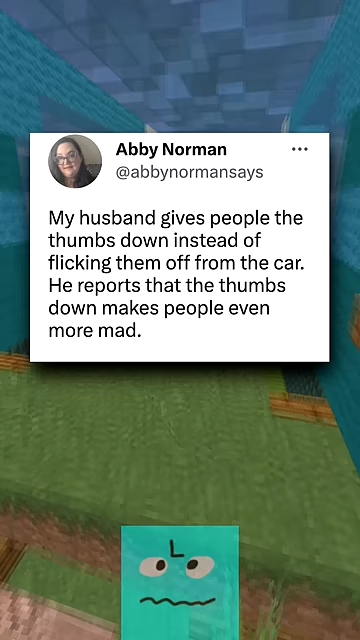 Abby Norman
@abbynormansays
My husband gives people the
thumbs down instead of
flicking them off from the car.
He reports that the thumbs
down makes people even
more mad.